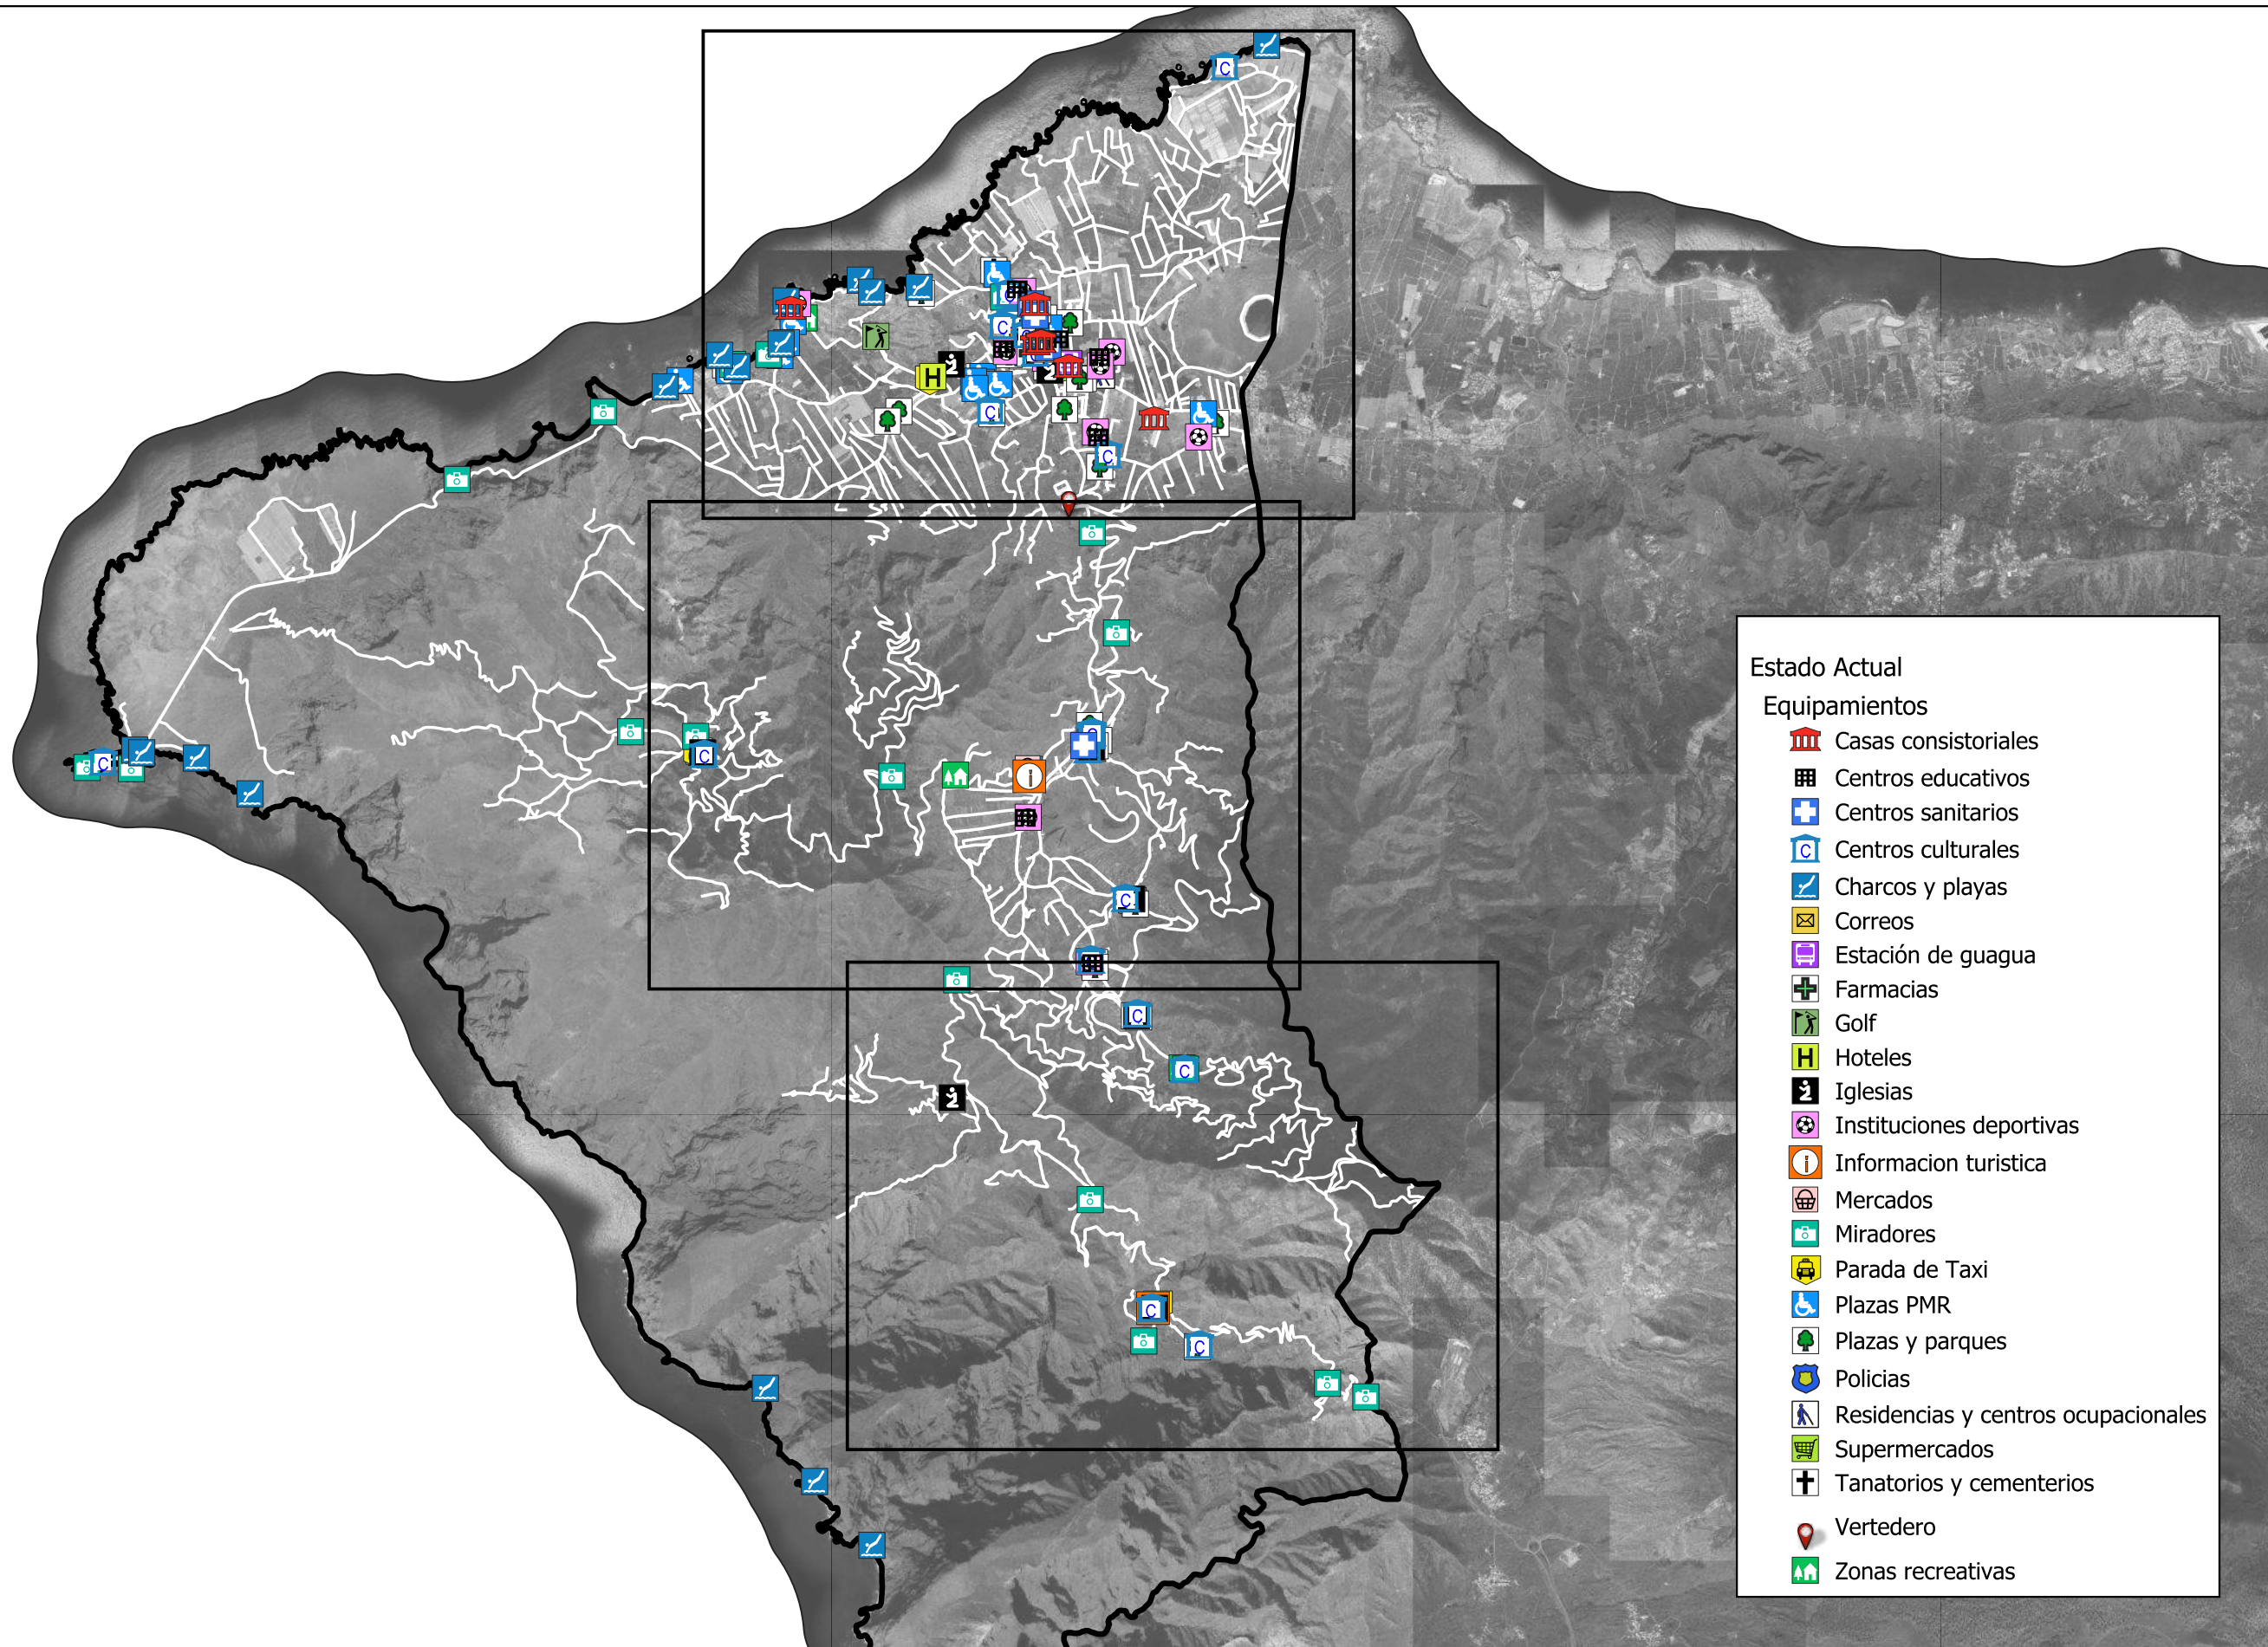 Estado Actual
Equipamientos
Casas consistoriales
Centros educativos
Centros sanitarios
C Centros culturales
Charcos y playas
Correos
Estación de guagua
Farmacias
Golf
H Hoteles
Iglesias
Instituciones deportivas
i Informacion turistica
Mercados
Miradores
Parada de Taxi
Plazas PMR
Plazas y parques
Policias
Residencias y centros ocupacionales
Supermercados
Tanatorios y cementerios
Vertedero
Zonas recreativas